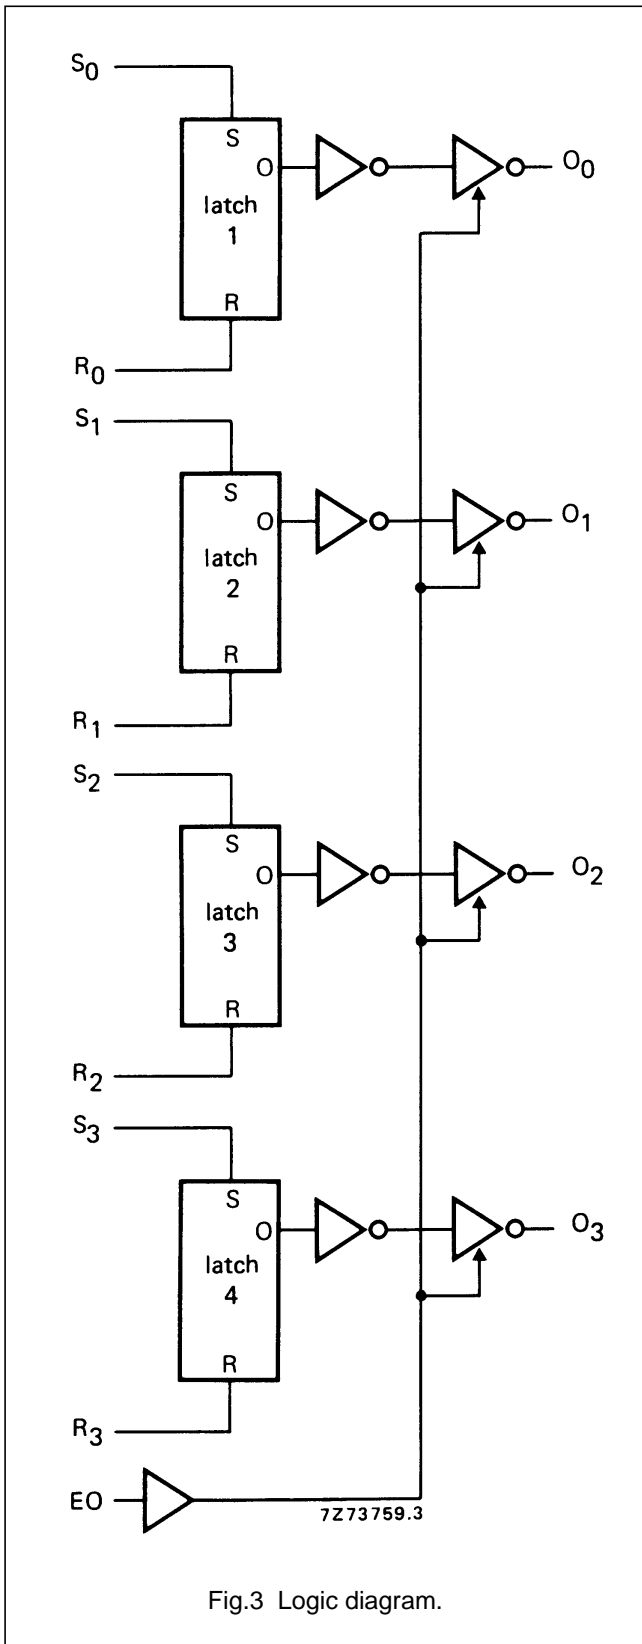 S0
S
O
latch
1
R
O0
R0
S1
S
O
latch
2
R
O1
R1
S2
S
O
latch
3
R
O2
R2
S3
S
O
latch
4
R
O3
R3
EO
7Z73759.3
Fig.3 Logic diagram.